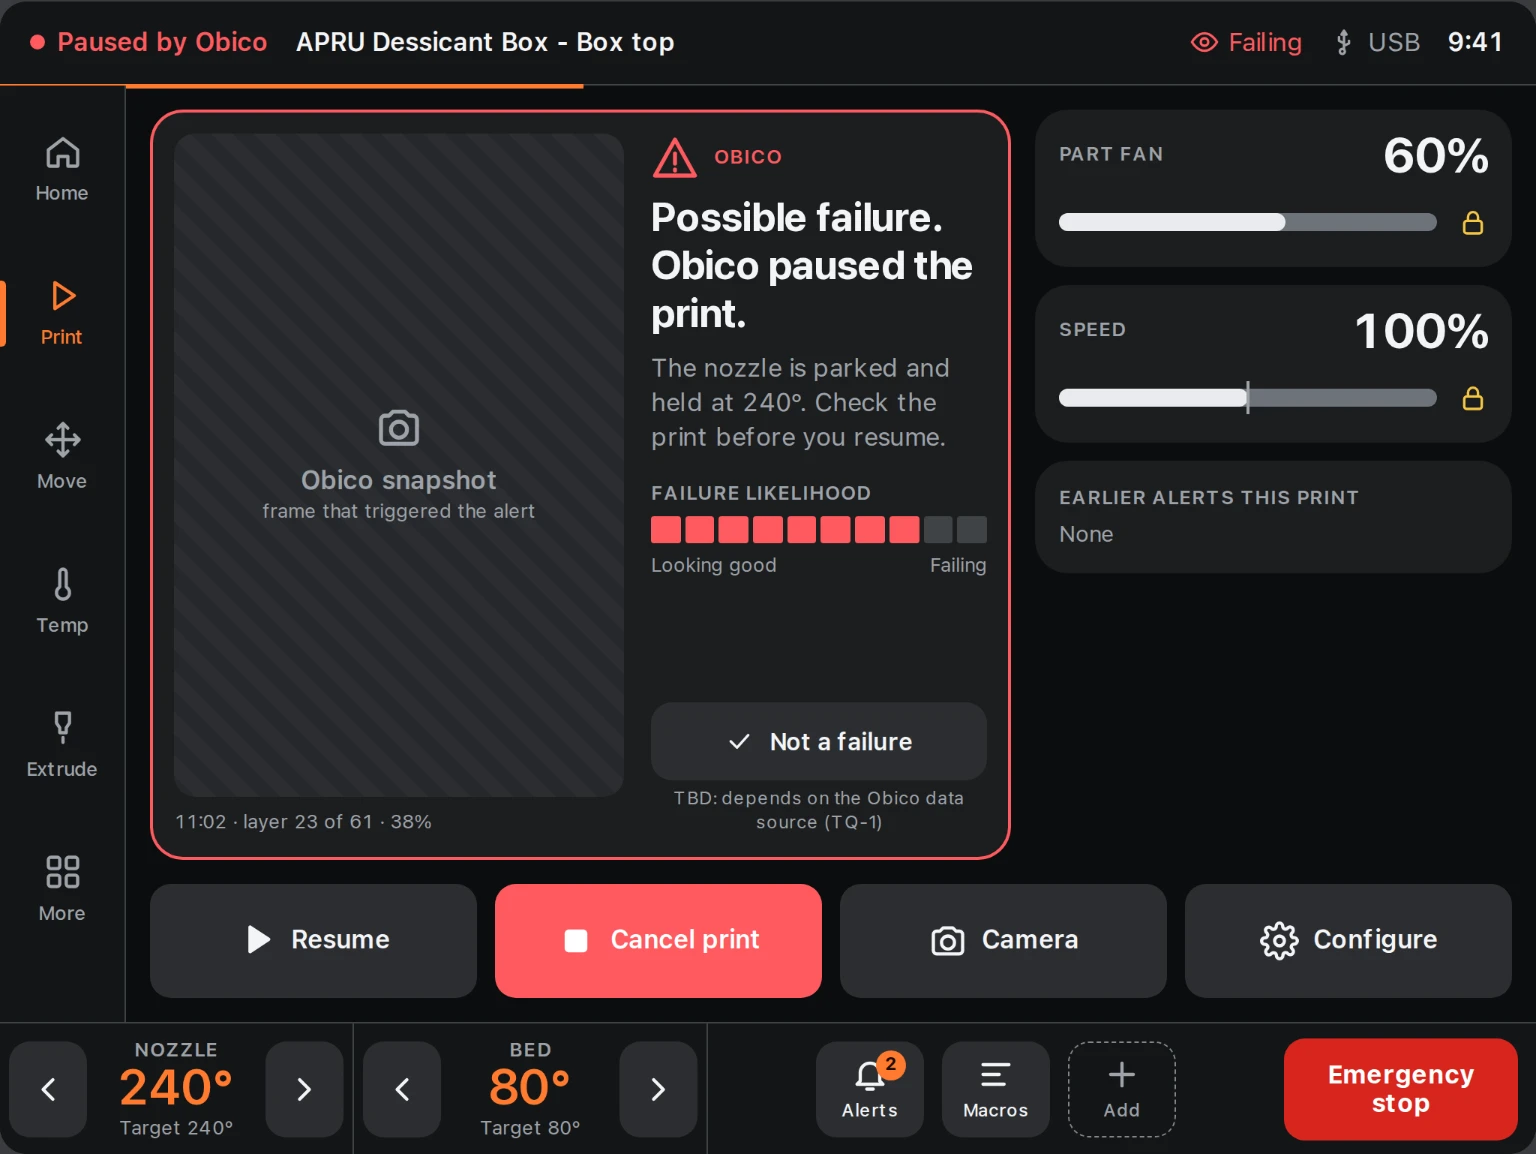 Paused by Obico
APRU Dessicant Box - Box top
Failing
USB
9:41
Home
Print
Move
Temp
Extrude
More
Obico snapshot
frame that triggered the alert
11:02 · layer 23 of 61 · 38%
OBICO
Possible failure.
Obico paused the
print.
The nozzle is parked and
held at 240°. Check the
print before you resume.
FAILURE LIKELIHOOD
Looking good
Failing
Not a failure
TBD: depends on the Obico data
source (TQ-1)
PART FAN
60%
SPEED
100%
EARLIER ALERTS THIS PRINT
None
Resume
Cancel print
Camera
Configure
NOZZLE
240°
Target 240°
BED
80°
Target 80°
2
Alerts
Macros
Add
Emergency
stop